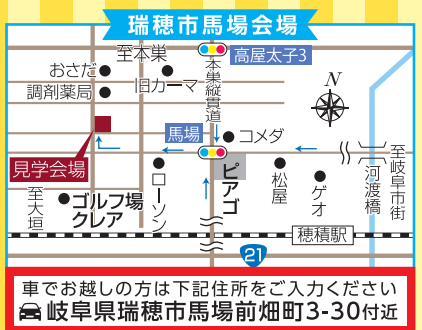 瑞穂市馬場会場
至本巣
高屋太子3
おさだ
調剤薬局
旧カーマ
本巣縦貫道
N
馬場
コメダ
見学会場
ローソン
ピアゴ
松屋
ゲオ
河渡橋
至岐阜市街
至大垣
ゴルフ場
クレア
穂積駅
21
車でお越しの方は下記住所をご入力ください
岐阜県瑞穂市馬場前畑町3-30付近